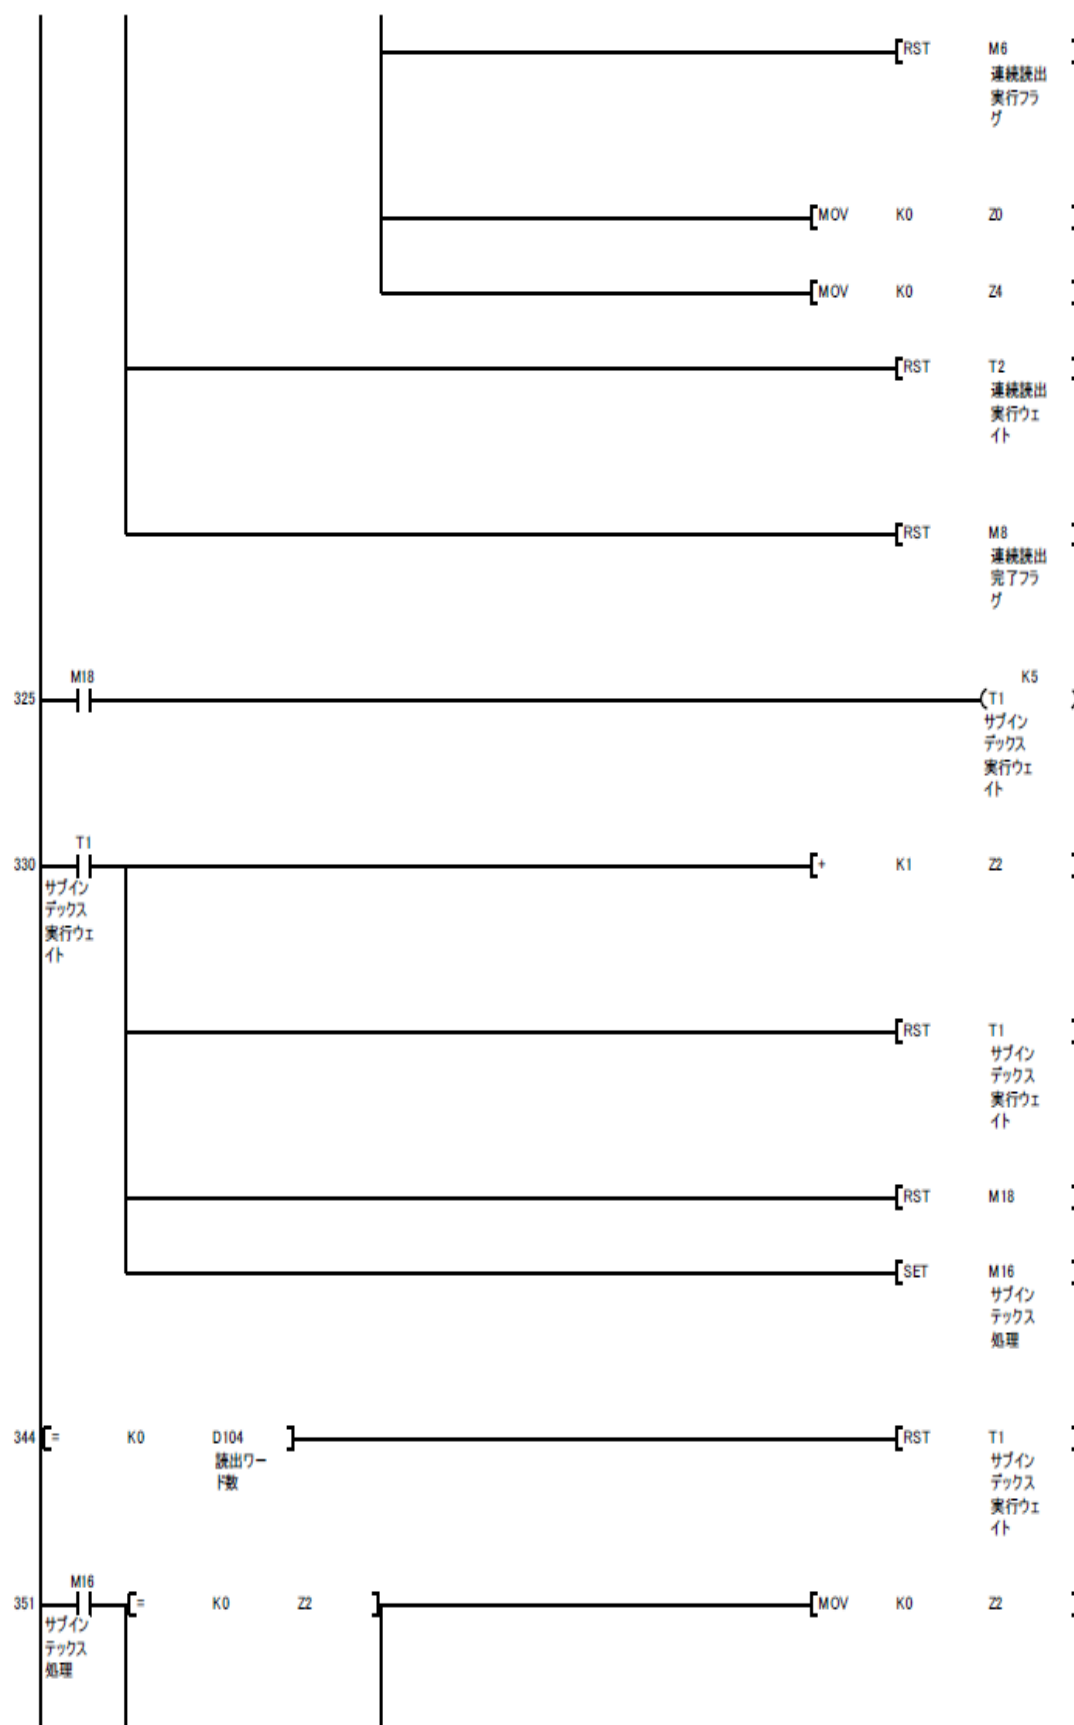 RST M6
連続読出
実行フラ
グ
MOV K0 Z0
MOV K0 Z4
RST T2
連続読出
実行ウェ
イト
RST M8
連続読出
完了フラ
グ
M18 K5
325 T1
サブイン
デックス
実行ウェ
イト
T1
330 + K1 Z2
サブイン
デックス
実行ウェ
イト
RST T1
サブイン
デックス
実行ウェ
イト
RST M18
SET M16
サブイン
テックス
処理
344 = K0 D104 RST T1
読出ワー
ド数
サブイン
デックス
実行ウェ
イト
M16
351 = K0 Z2 MOV K0 Z2
サブイン
テックス
処理